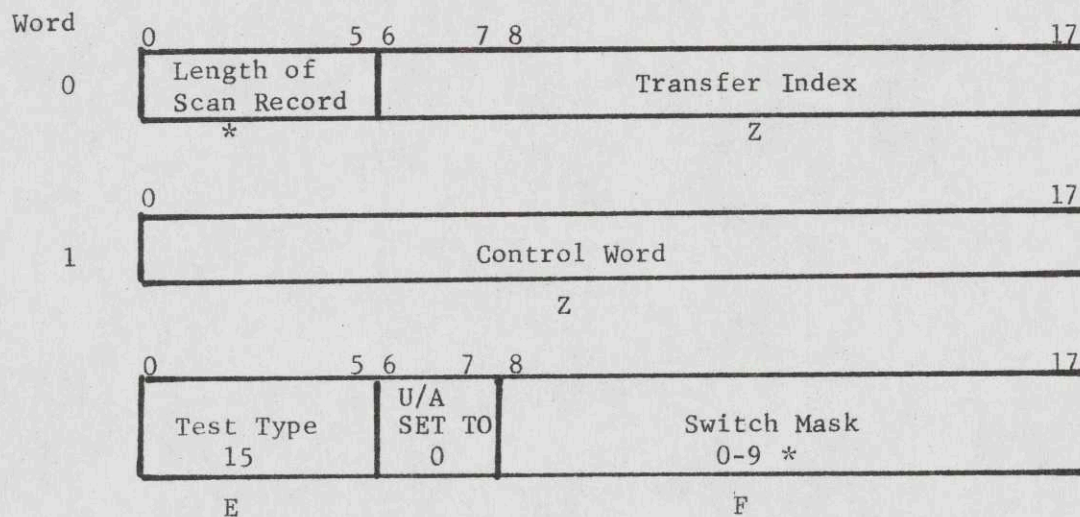 Word
0 5 6 7 8 17
0
Length of
Scan Record
Transfer Index
* Z
0 17
1
Control Word
Z
0 5 6 7 8 17
Test Type
15
U/A
SET TO
0
Switch Mask
0-9 *
E F